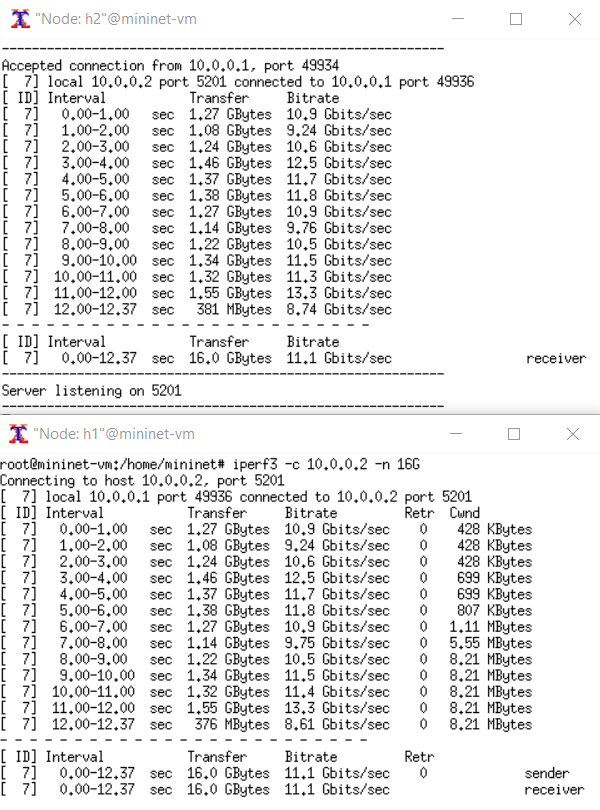 "Node: h2"@mininet-vm
-----------------------------------------------------------
Accepted connection from 10.0.0.1, port 49934
[  7] local 10.0.0.2 port 5201 connected to 10.0.0.1 port 49936
[ ID] Interval           Transfer     Bitrate
[  7]   0.00-1.00   sec  1.27 GBytes  10.9 Gbits/sec
[  7]   1.00-2.00   sec  1.08 GBytes  9.24 Gbits/sec
[  7]   2.00-3.00   sec  1.24 GBytes  10.6 Gbits/sec
[  7]   3.00-4.00   sec  1.46 GBytes  12.5 Gbits/sec
[  7]   4.00-5.00   sec  1.37 GBytes  11.7 Gbits/sec
[  7]   5.00-6.00   sec  1.38 GBytes  11.8 Gbits/sec
[  7]   6.00-7.00   sec  1.27 GBytes  10.9 Gbits/sec
[  7]   7.00-8.00   sec  1.14 GBytes  9.76 Gbits/sec
[  7]   8.00-9.00   sec  1.22 GBytes  10.5 Gbits/sec
[  7]   9.00-10.00  sec  1.34 GBytes  11.5 Gbits/sec
[  7]  10.00-11.00  sec  1.32 GBytes  11.3 Gbits/sec
[  7]  11.00-12.00  sec  1.55 GBytes  13.3 Gbits/sec
[  7]  12.00-12.37  sec   381 MBytes  8.74 Gbits/sec
- - - - - - - - - - - - - - - - - - - - - - - - -
[ ID] Interval           Transfer     Bitrate
[  7]   0.00-12.37  sec  16.0 GBytes  11.1 Gbits/sec                  receiver
-----------------------------------------------------------
Server listening on 5201
-----------------------------------------------------------
"Node: h1"@mininet-vm
root@mininet-vm:/home/mininet# iperf3 -c 10.0.0.2 -n 16G
Connecting to host 10.0.0.2, port 5201
[  7] local 10.0.0.1 port 49936 connected to 10.0.0.2 port 5201
[ ID] Interval           Transfer     Bitrate         Retr  Cwnd
[  7]   0.00-1.00   sec  1.27 GBytes  10.9 Gbits/sec    0    428 KBytes
[  7]   1.00-2.00   sec  1.08 GBytes  9.24 Gbits/sec    0    428 KBytes
[  7]   2.00-3.00   sec  1.24 GBytes  10.6 Gbits/sec    0    428 KBytes
[  7]   3.00-4.00   sec  1.46 GBytes  12.5 Gbits/sec    0    699 KBytes
[  7]   4.00-5.00   sec  1.37 GBytes  11.7 Gbits/sec    0    699 KBytes
[  7]   5.00-6.00   sec  1.38 GBytes  11.8 Gbits/sec    0    807 KBytes
[  7]   6.00-7.00   sec  1.27 GBytes  10.9 Gbits/sec    0   1.11 MBytes
[  7]   7.00-8.00   sec  1.14 GBytes  9.75 Gbits/sec    0   5.55 MBytes
[  7]   8.00-9.00   sec  1.22 GBytes  10.5 Gbits/sec    0   8.21 MBytes
[  7]   9.00-10.00  sec  1.34 GBytes  11.5 Gbits/sec    0   8.21 MBytes
[  7]  10.00-11.00  sec  1.32 GBytes  11.4 Gbits/sec    0   8.21 MBytes
[  7]  11.00-12.00  sec  1.55 GBytes  13.3 Gbits/sec    0   8.21 MBytes
[  7]  12.00-12.37  sec   376 MBytes  8.61 Gbits/sec    0   8.21 MBytes
- - - - - - - - - - - - - - - - - - - - - - - - -
[ ID] Interval           Transfer     Bitrate         Retr
[  7]   0.00-12.37  sec  16.0 GBytes  11.1 Gbits/sec    0             sender
[  7]   0.00-12.37  sec  16.0 GBytes  11.1 Gbits/sec                  receiver